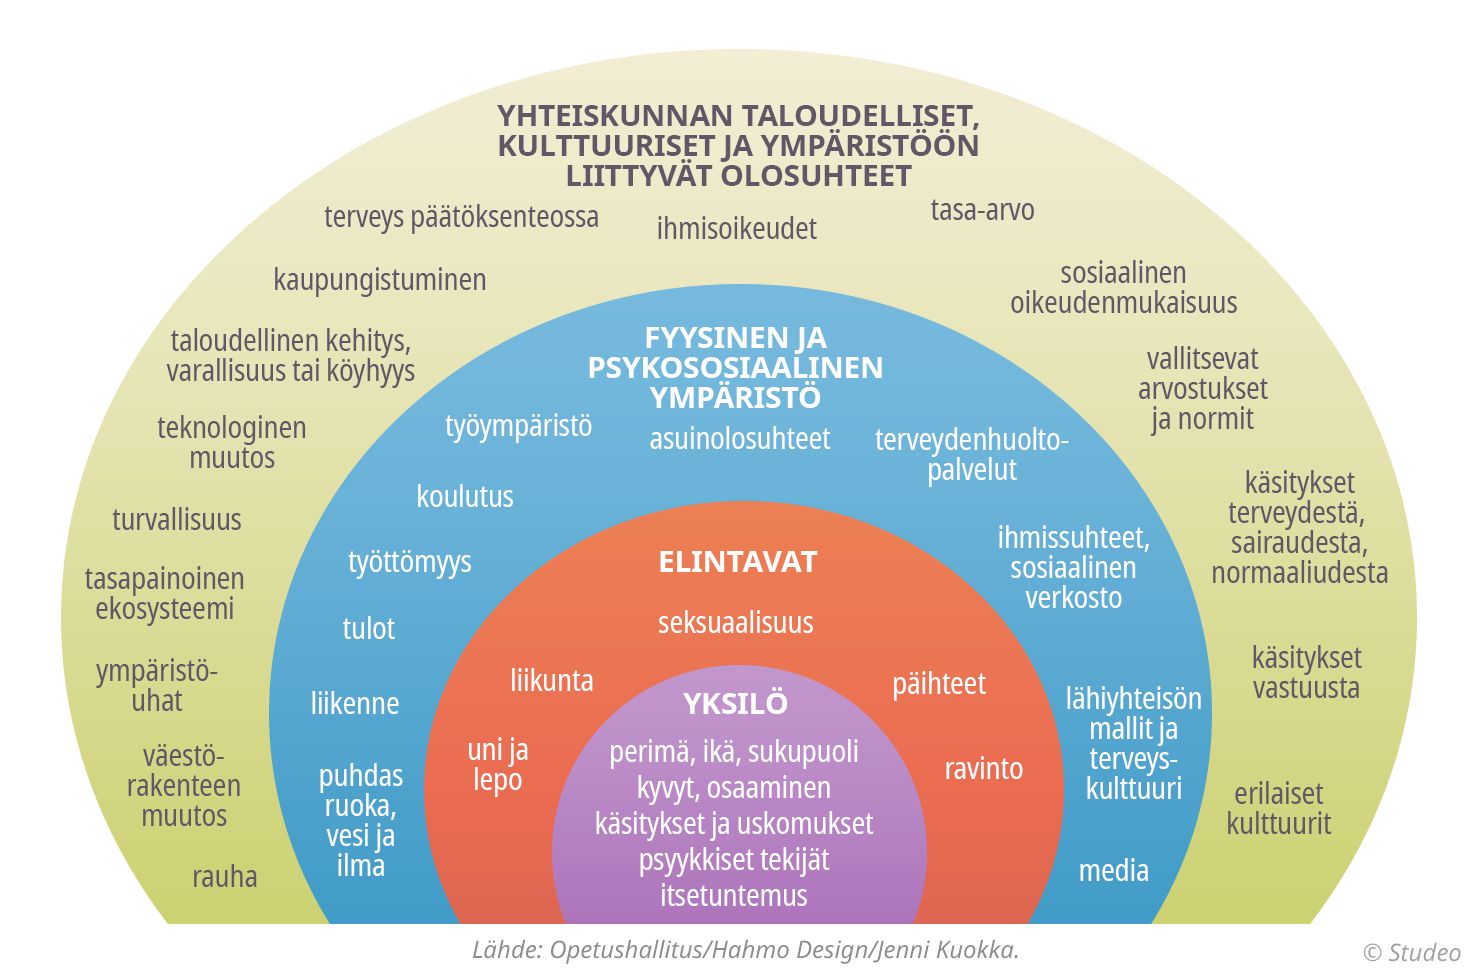 YHTEISKUNNAN TALOUDELLISET,
KULTTUURISET JA YMPÄRISTÖÖN
LIITTYVÄT OLOSUHTEET
terveys päätöksenteossa
ihmisoikeudet
tasa-arvo
kaupungistuminen
sosiaalinen
oikeudenmukaisuus
taloudellinen kehitys,
varallisuus tai köyhyys
vallitsevat
arvostukset
ja normit
teknologinen
muutos
käsitykset
terveydestä,
sairaudesta,
normaaliudesta
turvallisuus
tasapainoinen
ekosysteemi
ympäristö-
uhat
käsitykset
vastuusta
väestö-
rakenteen
muutos
erilaiset
kulttuurit
rauha
FYYSINEN JA
PSYKOSOSIAALINEN
YMPÄRISTÖ
työympäristö
asuinolosuhteet
terveydenhuolto-
palvelut
koulutus
ihmissuhteet,
sosiaalinen
verkosto
työttömyys
tulot
liikenne
lähiyhteisön
mallit ja
terveys-
kulttuuri
puhdas
ruoka,
vesi ja
ilma
media
ELINTAVAT
seksuaalisuus
liikunta
päihteet
uni ja
lepo
ravinto
YKSILÖ
perimä, ikä, sukupuoli
kyvyt, osaaminen
käsitykset ja uskomukset
psyykkiset tekijät
itsetuntemus
Lähde: Opetushallitus/Hahmo Design/Jenni Kuokka.
© Studeo